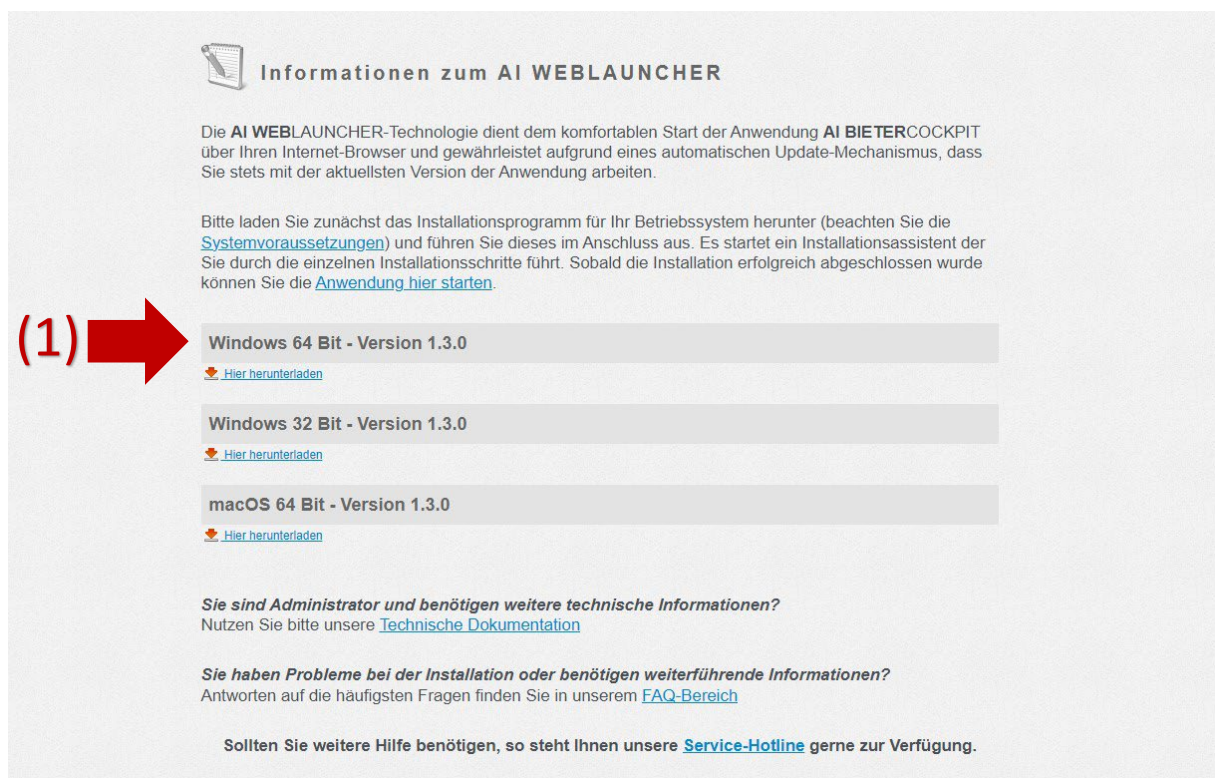 Informationen zum AI WEBLAUNCHER
Die AI WEBLAUNCHER-Technologie dient dem komfortablen Start der Anwendung AI BIETERCOCKPIT
über Ihren Internet-Browser und gewährleistet aufgrund eines automatischen Update-Mechanismus, dass
Sie stets mit der aktuellsten Version der Anwendung arbeiten.
Bitte laden Sie zunächst das Installationsprogramm für Ihr Betriebssystem herunter (beachten Sie die
Systemvoraussetzungen) und führen Sie dieses im Anschluss aus. Es startet ein Installationsassistent der
Sie durch die einzelnen Installationsschritte führt. Sobald die Installation erfolgreich abgeschlossen wurde
können Sie die Anwendung hier starten.
(1)
Windows 64 Bit - Version 1.3.0
Hier herunterladen
Windows 32 Bit - Version 1.3.0
Hier herunterladen
macOS 64 Bit - Version 1.3.0
Hier herunterladen
Sie sind Administrator und benötigen weitere technische Informationen?
Nutzen Sie bitte unsere Technische Dokumentation
Sie haben Probleme bei der Installation oder benötigen weiterführende Informationen?
Antworten auf die häufigsten Fragen finden Sie in unserem FAQ-Bereich
Sollten Sie weitere Hilfe benötigen, so steht Ihnen unsere Service-Hotline gerne zur Verfügung.